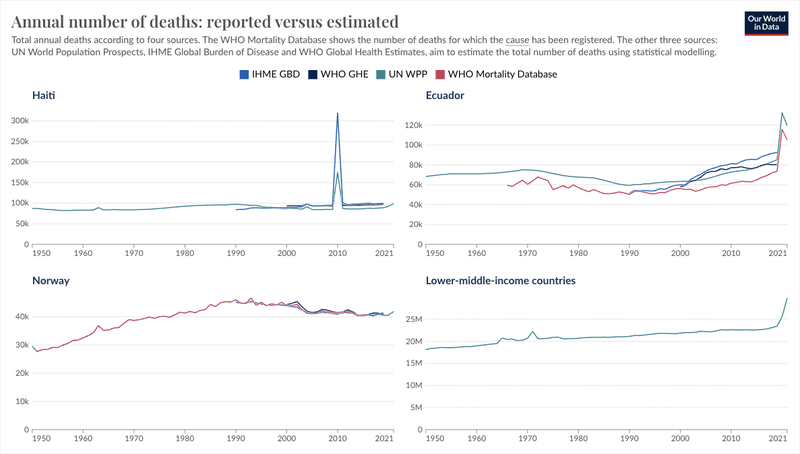 Annual number of deaths: reported versus estimated
Our World
in Data
Total annual deaths according to four sources. The WHO Mortality Database shows the number of deaths for which the cause has been registered. The other three sources:
UN World Population Prospects, IHME Global Burden of Disease and WHO Global Health Estimates, aim to estimate the total number of deaths using statistical modelling.
IHME GBD WHO GHE UN WPP WHO Mortality Database
Haiti
300k
250k
200k
150k
100k
50k
0
1950 1960 1970 1980 1990 2000 2010 2021
Ecuador
120k
100k
80k
60k
40k
20k
0
1950 1960 1970 1980 1990 2000 2010 2021
Norway
40k
30k
20k
10k
0
1950 1960 1970 1980 1990 2000 2010 2021
Lower-middle-income countries
25M
20M
15M
10M
5M
0
1950 1960 1970 1980 1990 2000 2010 2021